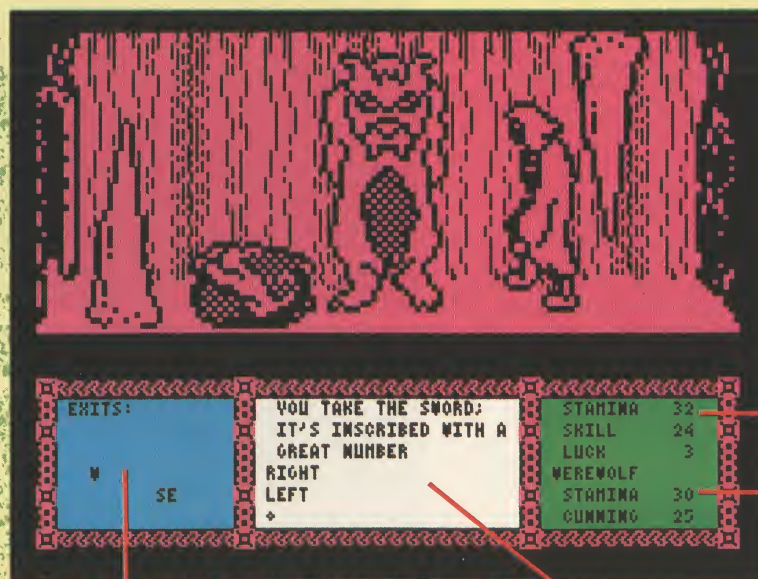 EXITS:
W
SE
YOU TAKE THE SWORD;
IT'S INSCRIBED WITH A
GREAT NUMBER
RIGHT
LEFT
STAMINA 32
SKILL 24
LUCK 3
WEREWOLF
STAMINA 30
CUNNING 25